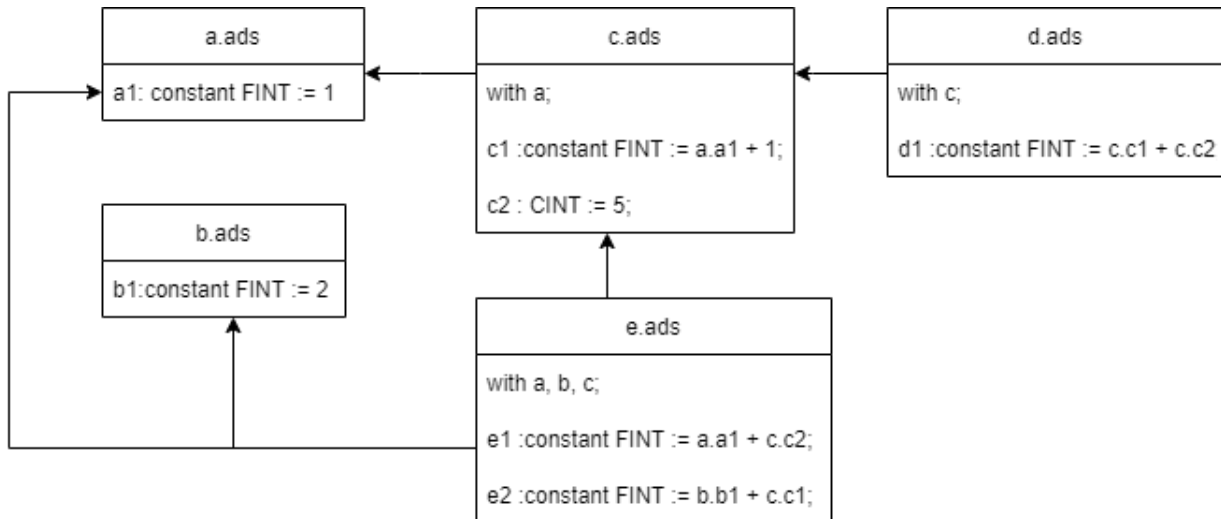 a.ads
a1: constant FINT := 1
c.ads
with a;
c1 :constant FINT := a.a1 + 1;
c2 : CINT := 5;
d.ads
with c;
d1 :constant FINT := c.c1 + c.c2
b.ads
b1:constant FINT := 2
e.ads
with a, b, c;
e1 :constant FINT := a.a1 + c.c2;
e2 :constant FINT := b.b1 + c.c1;